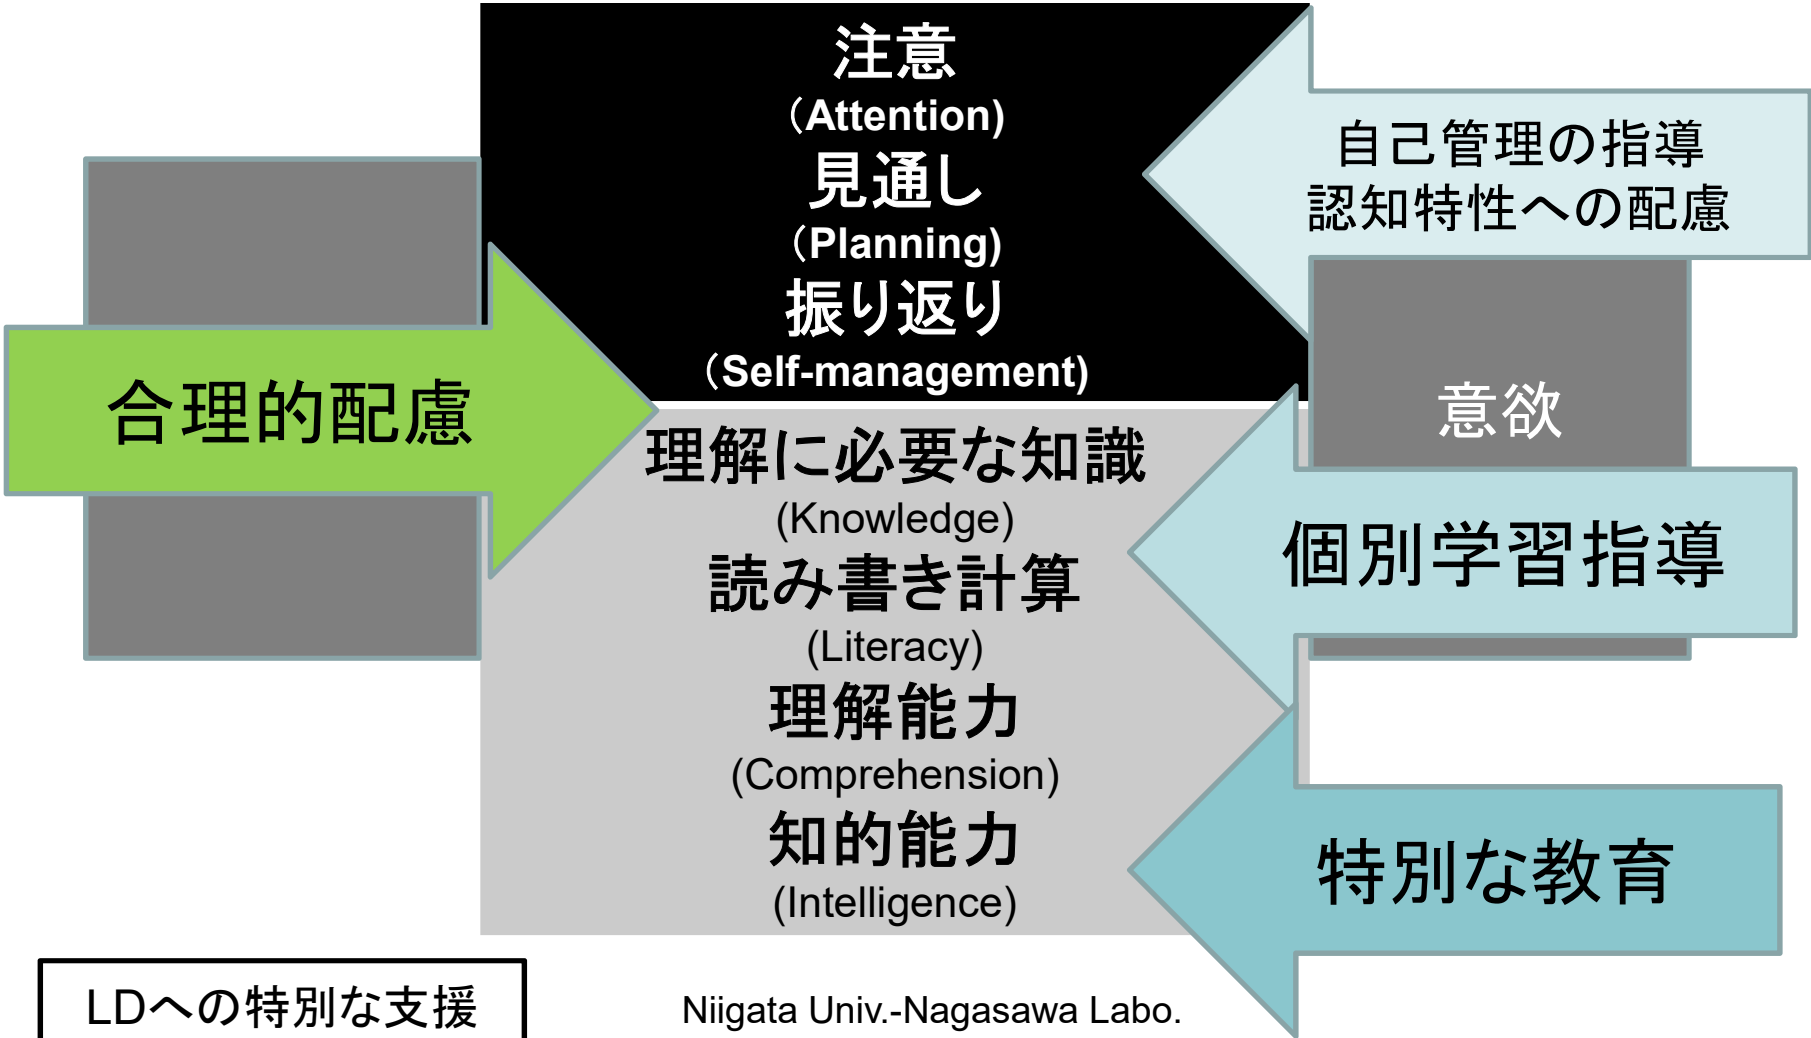 注意
（Attention)
見通し
（Planning)
振り返り
（Self-management)
自己管理の指導
認知特性への配慮
合理的配慮
意欲
理解に必要な知識
(Knowledge)
読み書き計算
(Literacy)
理解能力
(Comprehension)
知的能力
(Intelligence)
個別学習指導
特別な教育
LDへの特別な支援
Niigata Univ.-Nagasawa Labo.